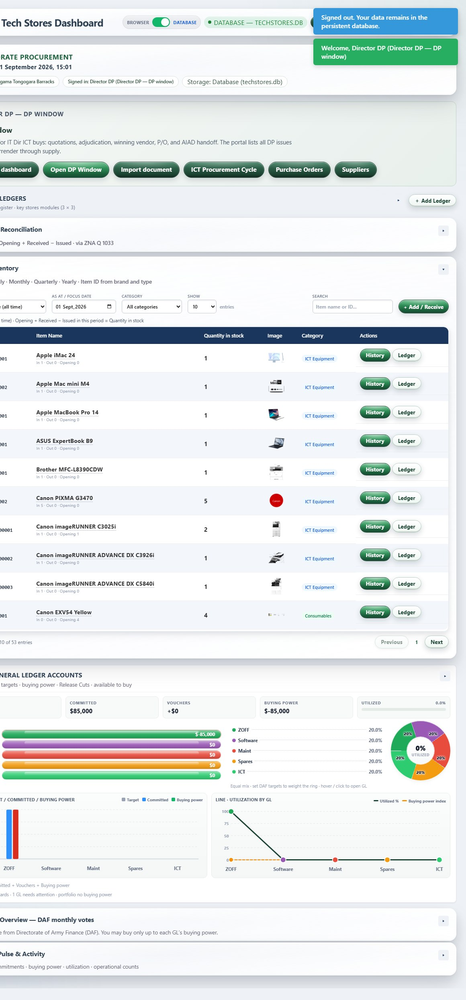 Tech Stores Dashboard
BROWSER DATABASE
DATABASE — TECHSTORES.DB
Signed out. Your data remains in the
persistent database.
Welcome, Director DP (Director DP — DP
window)
RATE PROCUREMENT
1 September 2026, 15:01
gama Tongogara Barracks
Signed in: Director DP (Director DP — DP window)
Storage: Database (techstores.db)
R DP — DP WINDOW
dow
or IT Dir ICT buys: quotations, adjudication, winning vendor, P/O, and AIAD handoff. The portal lists all DP issues
rrender through supply.
dashboard
Open DP Window
Import document
ICT Procurement Cycle
Purchase Orders
Suppliers
LEDGERS
+ Add Ledger
egister · key stores modules (3 × 3)
Reconciliation
Opening + Received − Issued · via ZNA Q 1033
entory
ly · Monthly · Quarterly · Yearly · Item ID from brand and type
AS AT / FOCUS DATE CATEGORY SHOW SEARCH
(all time) 01 Sept,2026 All categories 10 entries Item name or ID... + Add / Receive
time) · Opening + Received − Issued in this period = Quantity in stock
Item Name Quantity in stock Image Category Actions
001 Apple iMac 24 1 ICT Equipment History Ledger
In 1 · Out 0 · Opening 0
002 Apple Mac mini M4 1 ICT Equipment History Ledger
In 1 · Out 0 · Opening 0
001 Apple MacBook Pro 14 1 ICT Equipment History Ledger
In 1 · Out 0 · Opening 0
001 ASUS ExpertBook B9 1 ICT Equipment History Ledger
In 1 · Out 0 · Opening 0
001 Brother MFC-L8390CDW 1 ICT Equipment History Ledger
In 1 · Out 0 · Opening 0
002 Canon PIXMA G3470 5 Canon ICT Equipment History Ledger
In 5 · Out 0 · Opening 0
00001 Canon imageRUNNER C3025i 2 ICT Equipment History Ledger
In 1 · Out 0 · Opening 1
00002 Canon imageRUNNER ADVANCE DX C3926i 1 ICT Equipment History Ledger
In 1 · Out 0 · Opening 0
00003 Canon imageRUNNER ADVANCE DX C5840i 1 ICT Equipment History Ledger
In 1 · Out 0 · Opening 0
001 Canon EXV54 Yellow 4 Consumables History Ledger
In 0 · Out 0 · Opening 4
10 of 53 entries
Previous 1 Next
NERAL LEDGER ACCOUNTS
targets · buying power · Release Cuts · available to buy
COMMITTED VOUCHERS BUYING POWER UTILIZED 0.0%
$85,000 +$0 $-85,000
$-85,000
$0
$0
$0
$0
ZOFF 20.0%
Software 20.0%
Maint 20.0%
Spares 20.0%
ICT 20.0%
20% 20%
0%
UTILIZED
20% 20%
20%
Equal mix · set DAF targets to weight the ring · hover / click to open GL
T / COMMITTED / BUYING POWER
Target Committed Buying power
ZOFF Software Maint Spares ICT
LINE · UTILIZATION BY GL
Utilized % Buying power index
100
75
50
25
0
ZOFF Software Maint Spares ICT
itted + Vouchers + Buying power
ards · 1 GL needs attention · portfolio no buying power
Overview — DAF monthly votes
e from Directorate of Army Finance (DAF). You may buy only up to each GL's buying power.
Pulse & Activity
mmitments · buying power · utilization · operational counts